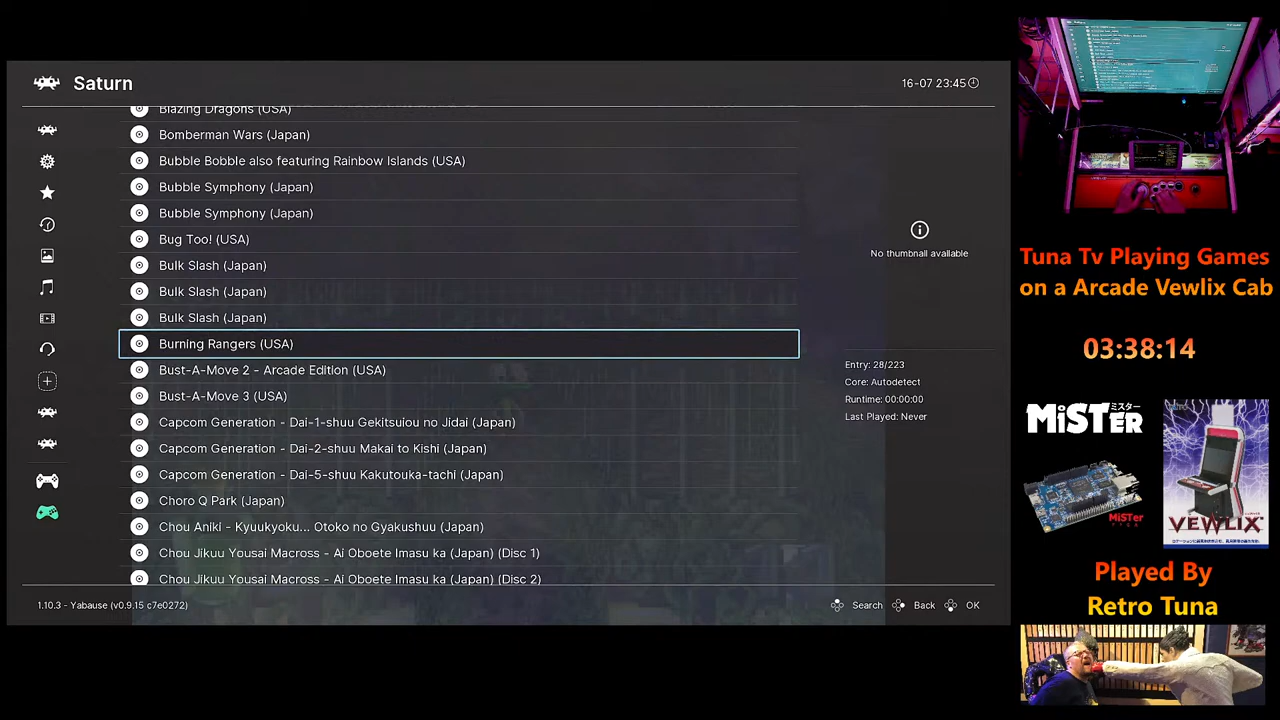 Saturn
16-07 23:45
Blazing Dragons (USA)
Bomberman Wars (Japan)
Bubble Bobble also featuring Rainbow Islands (USA)
Bubble Symphony (Japan)
Bubble Symphony (Japan)
Bug Too! (USA)
Bulk Slash (Japan)
Bulk Slash (Japan)
Bulk Slash (Japan)
Burning Rangers (USA)
Bust-A-Move 2 - Arcade Edition (USA)
Bust-A-Move 3 (USA)
Capcom Generation - Dai-1-shuu Gekitsuiou no Jidai (Japan)
Capcom Generation - Dai-2-shuu Makai to Kishi (Japan)
Capcom Generation - Dai-5-shuu Kakutouka-tachi (Japan)
Choro Q Park (Japan)
Chou Aniki - Kyuukyoku... Otoko no Gyakushuu (Japan)
Chou Jikuu Yousai Macross - Ai Oboete Imasu ka (Japan) (Disc 1)
Chou Jikuu Yousai Macross - Ai Oboete Imasu ka (Japan) (Disc 2)
No thumbnail available
Entry: 28/223
Core: Autodetect
Runtime: 00:00:00
Last Played: Never
1.10.3 - Yabause (v0.9.15 c7e0272)
Search
Back
OK
Tuna Tv Playing Games
on a Arcade Vewlix Cab
03:38:14
MiSTer
ミスター
MiSTer
VEWLIX
Played By
Retro Tuna